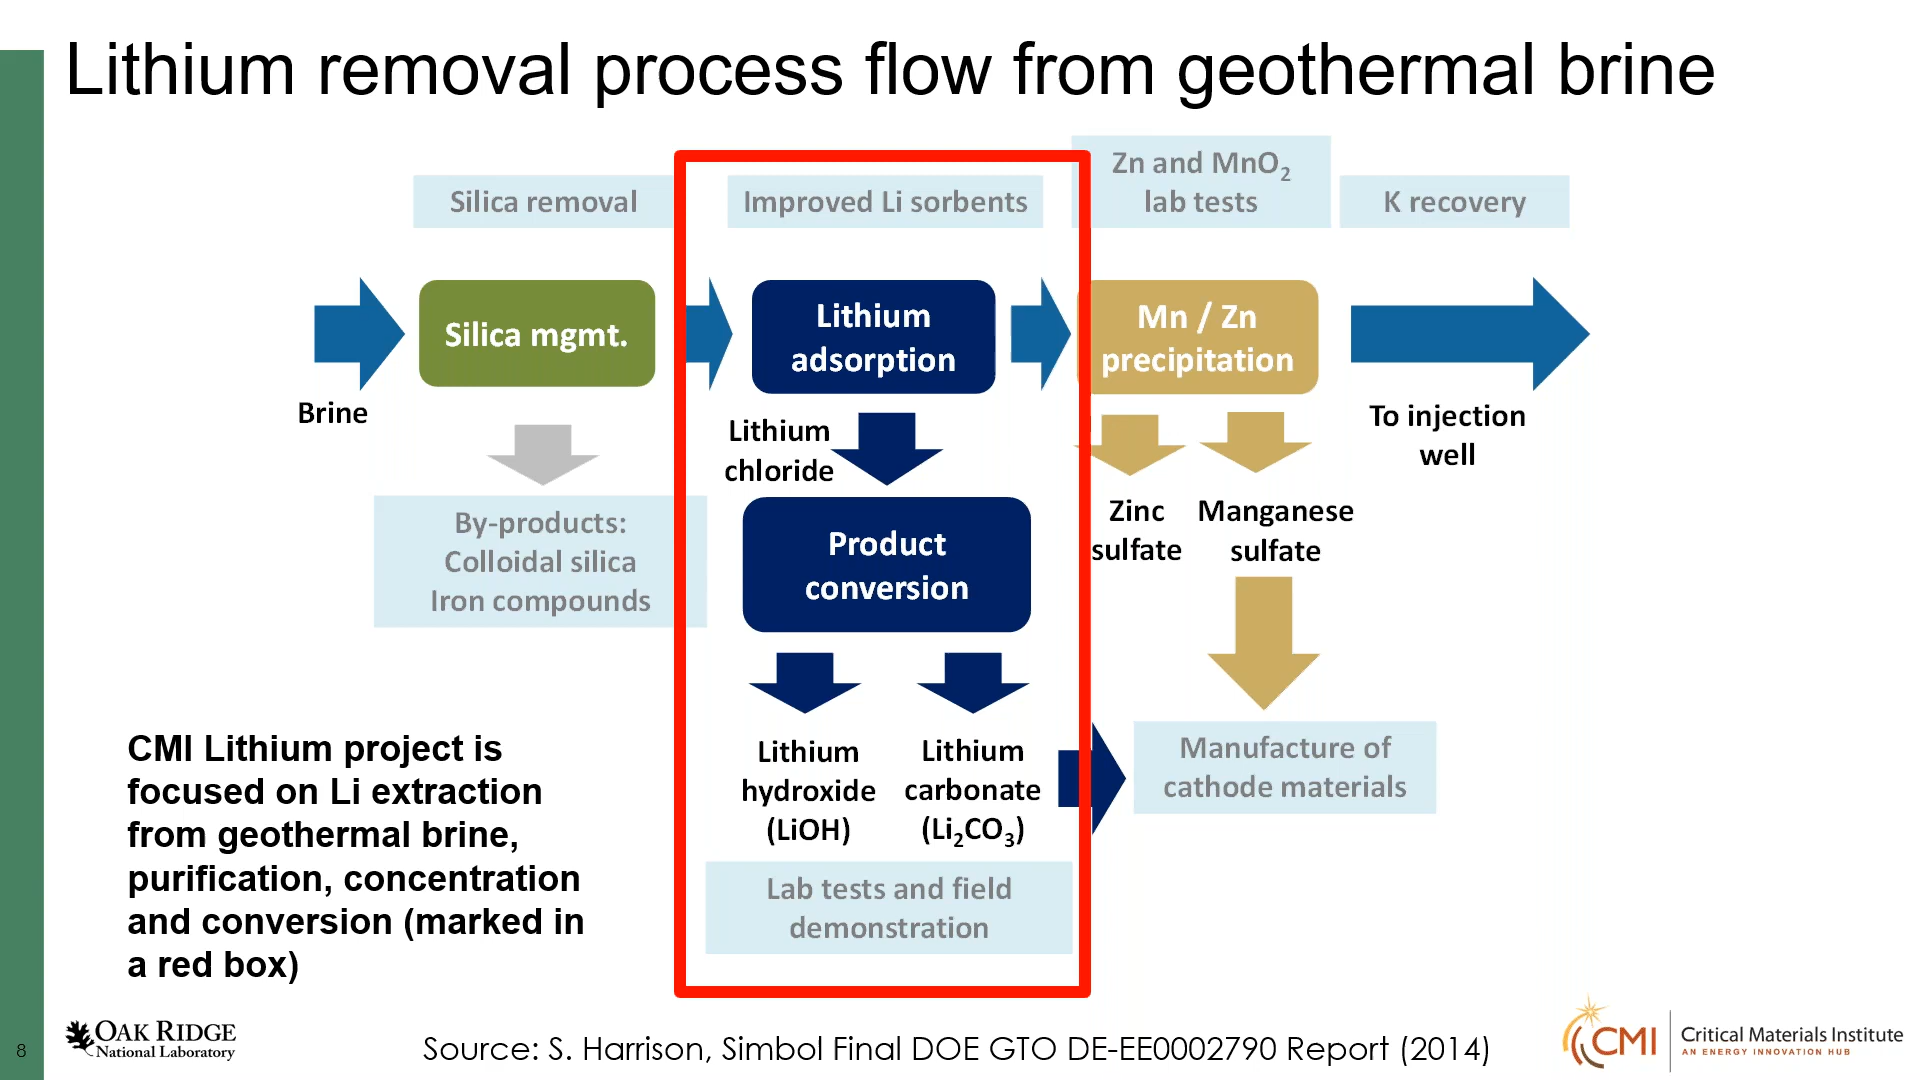 Lithium removal process flow from geothermal brine
Silica removal
Improved Li sorbents
Zn and MnO₂
lab tests
K recovery
Brine
Silica mgmt.
Lithium
adsorption
Mn / Zn
precipitation
To injection
well
By-products:
Colloidal silica
Iron compounds
Lithium
chloride
Product
conversion
Zinc
sulfate
Manganese
sulfate
Lithium
hydroxide
(LiOH)
Lithium
carbonate
(Li₂CO₃)
Manufacture of
cathode materials
Lab tests and field
demonstration
CMI Lithium project is
focused on Li extraction
from geothermal brine,
purification, concentration
and conversion (marked in
a red box)
8
OAK RIDGE
National Laboratory
Source: S. Harrison, Simbol Final DOE GTO DE-EE0002790 Report (2014)
CMI
Critical Materials Institute
AN ENERGY INNOVATION HUB